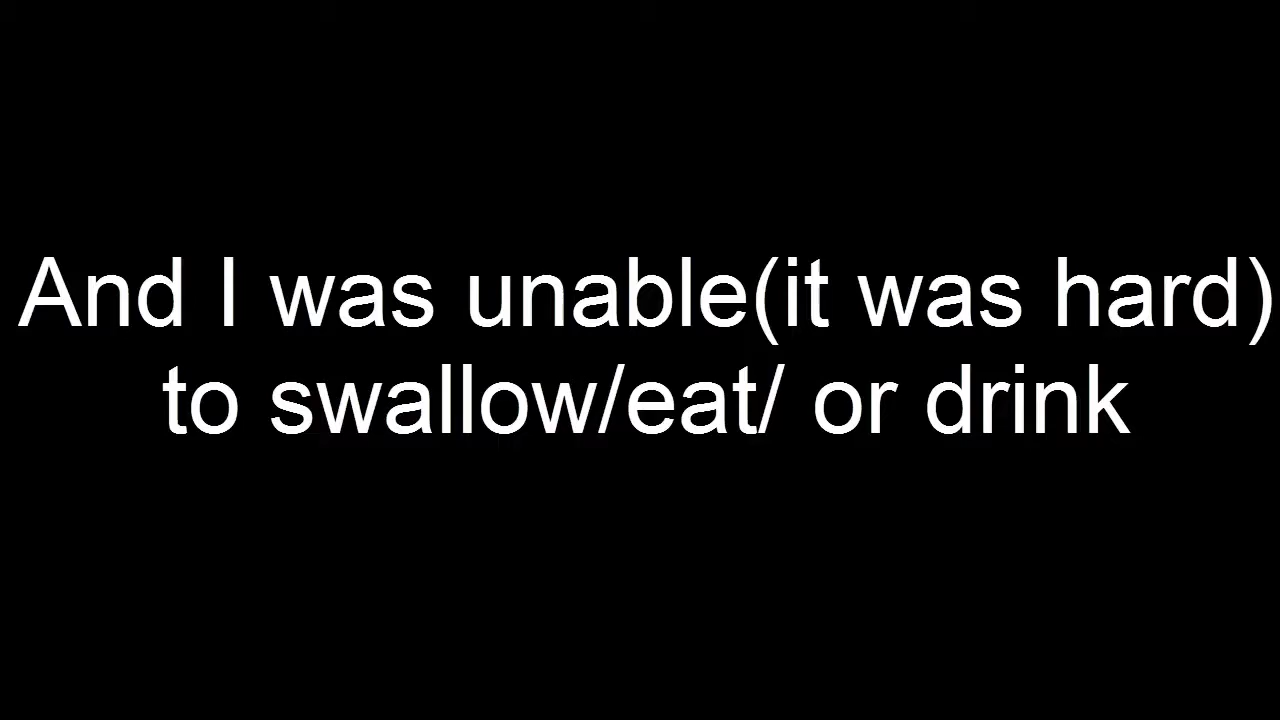 And I was unable(it was hard)
to swallow/eat/ or drink